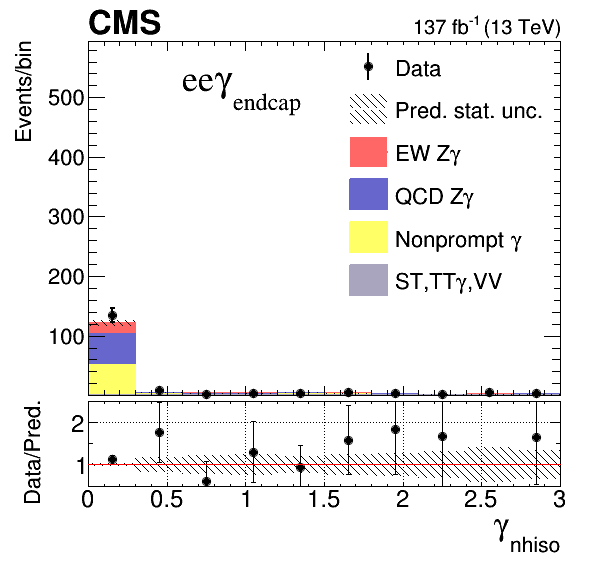 CMS
137 fb⁻¹ (13 TeV)
Events/bin
eeγ endcap
Data
Pred. stat. unc.
EW Zγ
QCD Zγ
Nonprompt γ
ST,TTγ,VV
500
400
300
200
100
Data/Pred.
2
1
0 0.5 1 1.5 2 2.5 3
γ nhiso